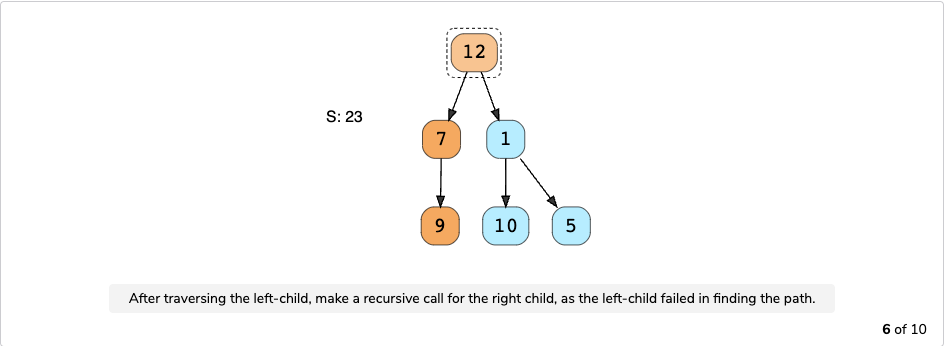 12
S: 23
7 1
9 10 5
After traversing the left-child, make a recursive call for the right child, as the left-child failed in finding the path.
6 of 10